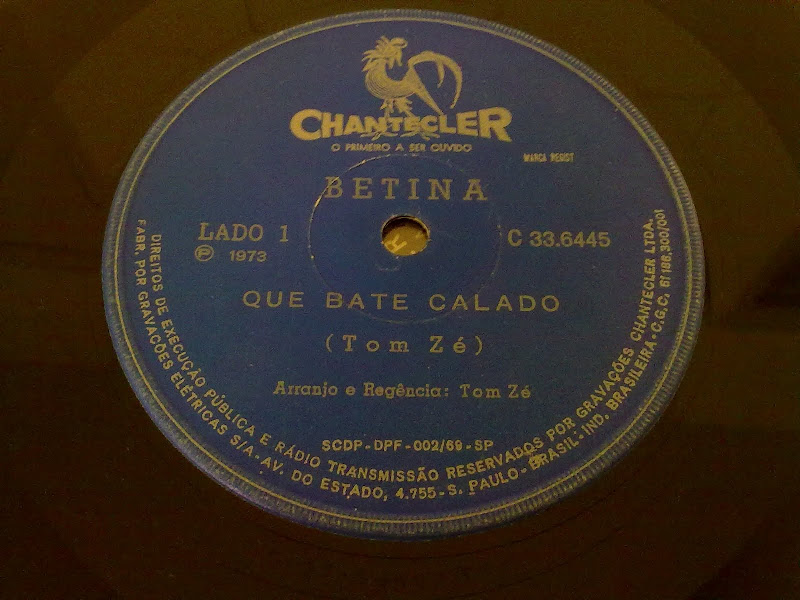 CHANTECLER
O PRIMEIRO A SER OUVIDO
MARCA REGIST
BETINA
LADO 1
C 33.6445
℗ 1973
QUE BATE CALADO
(Tom Zé)
Arranjo e Regência: Tom Zé
SCDP-DPF-002/69-SP
DIREITOS DE EXECUÇÃO PÚBLICA E RÁDIO TRANSMISSÃO RESERVADOS POR GRAVAÇÕES CHANTECLER LTDA.
FABR. POR GRAVAÇÕES ELÉTRICAS S/A-AV. DO ESTADO, 4.755-S. PAULO-BRASIL-IND. BRASILEIRA-C.G.C. 61.186.300/001